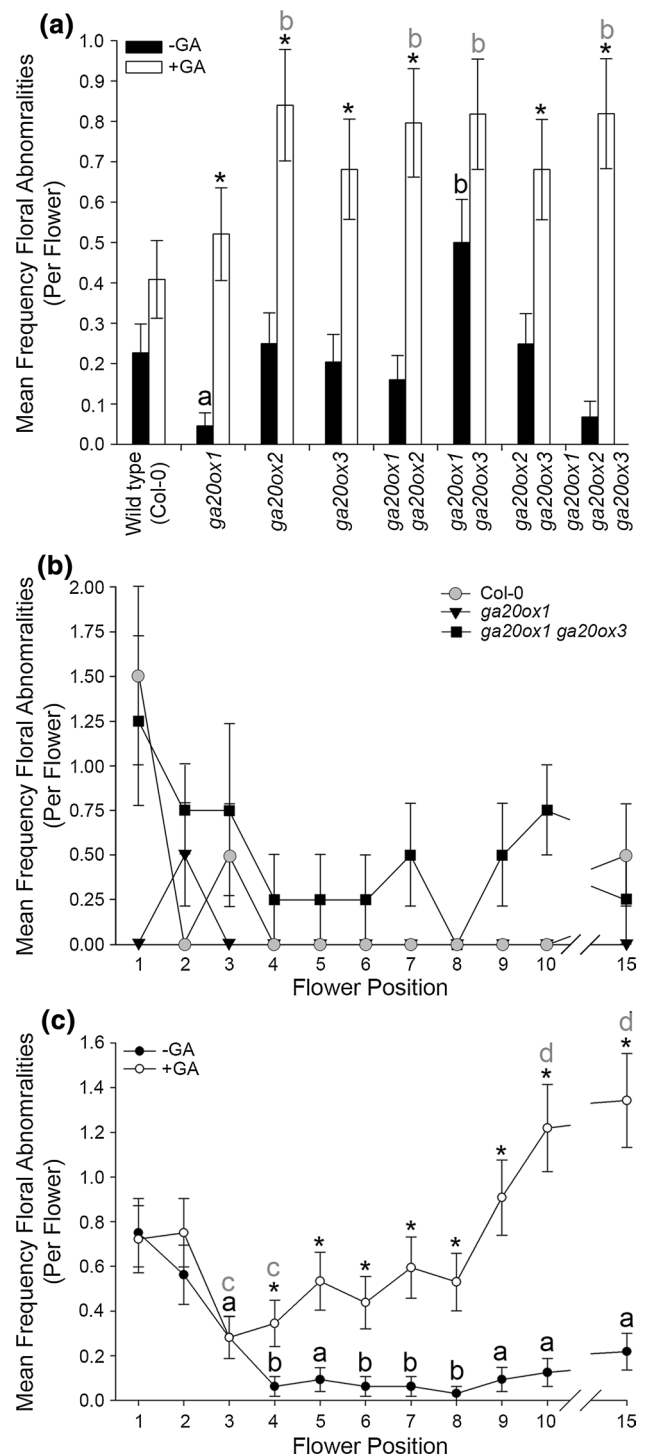 (a)
b
b
b
b
1.0
-GA
+GA
*
*
*
*
*
*
0.9
0.8
0.7
0.6
0.5
0.4
0.3
0.2
0.1
0.0
a
b
Mean Frequency Floral Abnomralities
(Per Flower)
Wild type
(Col-0)
ga20ox1
ga20ox2
ga20ox3
ga20ox1
ga20ox2
ga20ox1
ga20ox3
ga20ox2
ga20ox3
ga20ox1
ga20ox2
ga20ox3
(b)
2.00
1.75
1.50
1.25
1.00
0.75
0.50
0.25
0.00
Col-0
ga20ox1
ga20ox1 ga20ox3
Mean Frequency Floral Abnomralities
(Per Flower)
1 2 3 4 5 6 7 8 9 10 15
Flower Position
(c)
1.6
1.4
1.2
1.0
0.8
0.6
0.4
0.2
0.0
-GA
+GA
d
*
d
*
*
c
c
a
*
*
*
*
*
b
a
b
b
b
a
a
a
Mean Frequency Floral Abnomralities
(Per Flower)
1 2 3 4 5 6 7 8 9 10 15
Flower Position